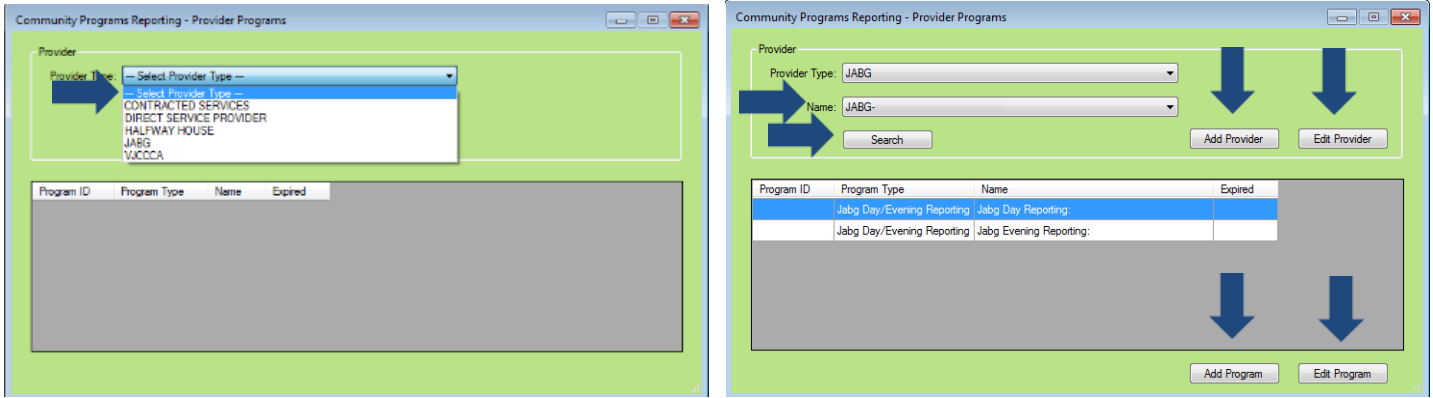 Community Programs Reporting - Provider Programs
Provider
Provider Type: --- Select Provider Type ---
--- Select Provider Type ---
CONTRACTED SERVICES
DIRECT SERVICE PROVIDER
HALFWAY HOUSE
JABG
VJCCCA
Program ID Program Type Name Expired
Community Programs Reporting - Provider Programs
Provider
Provider Type: JABG
Name: JABG-
Search Add Provider Edit Provider
Program ID Program Type Name Expired
Jabg Day/Evening Reporting Jabg Day Reporting:
Jabg Day/Evening Reporting Jabg Evening Reporting:
Add Program Edit Program